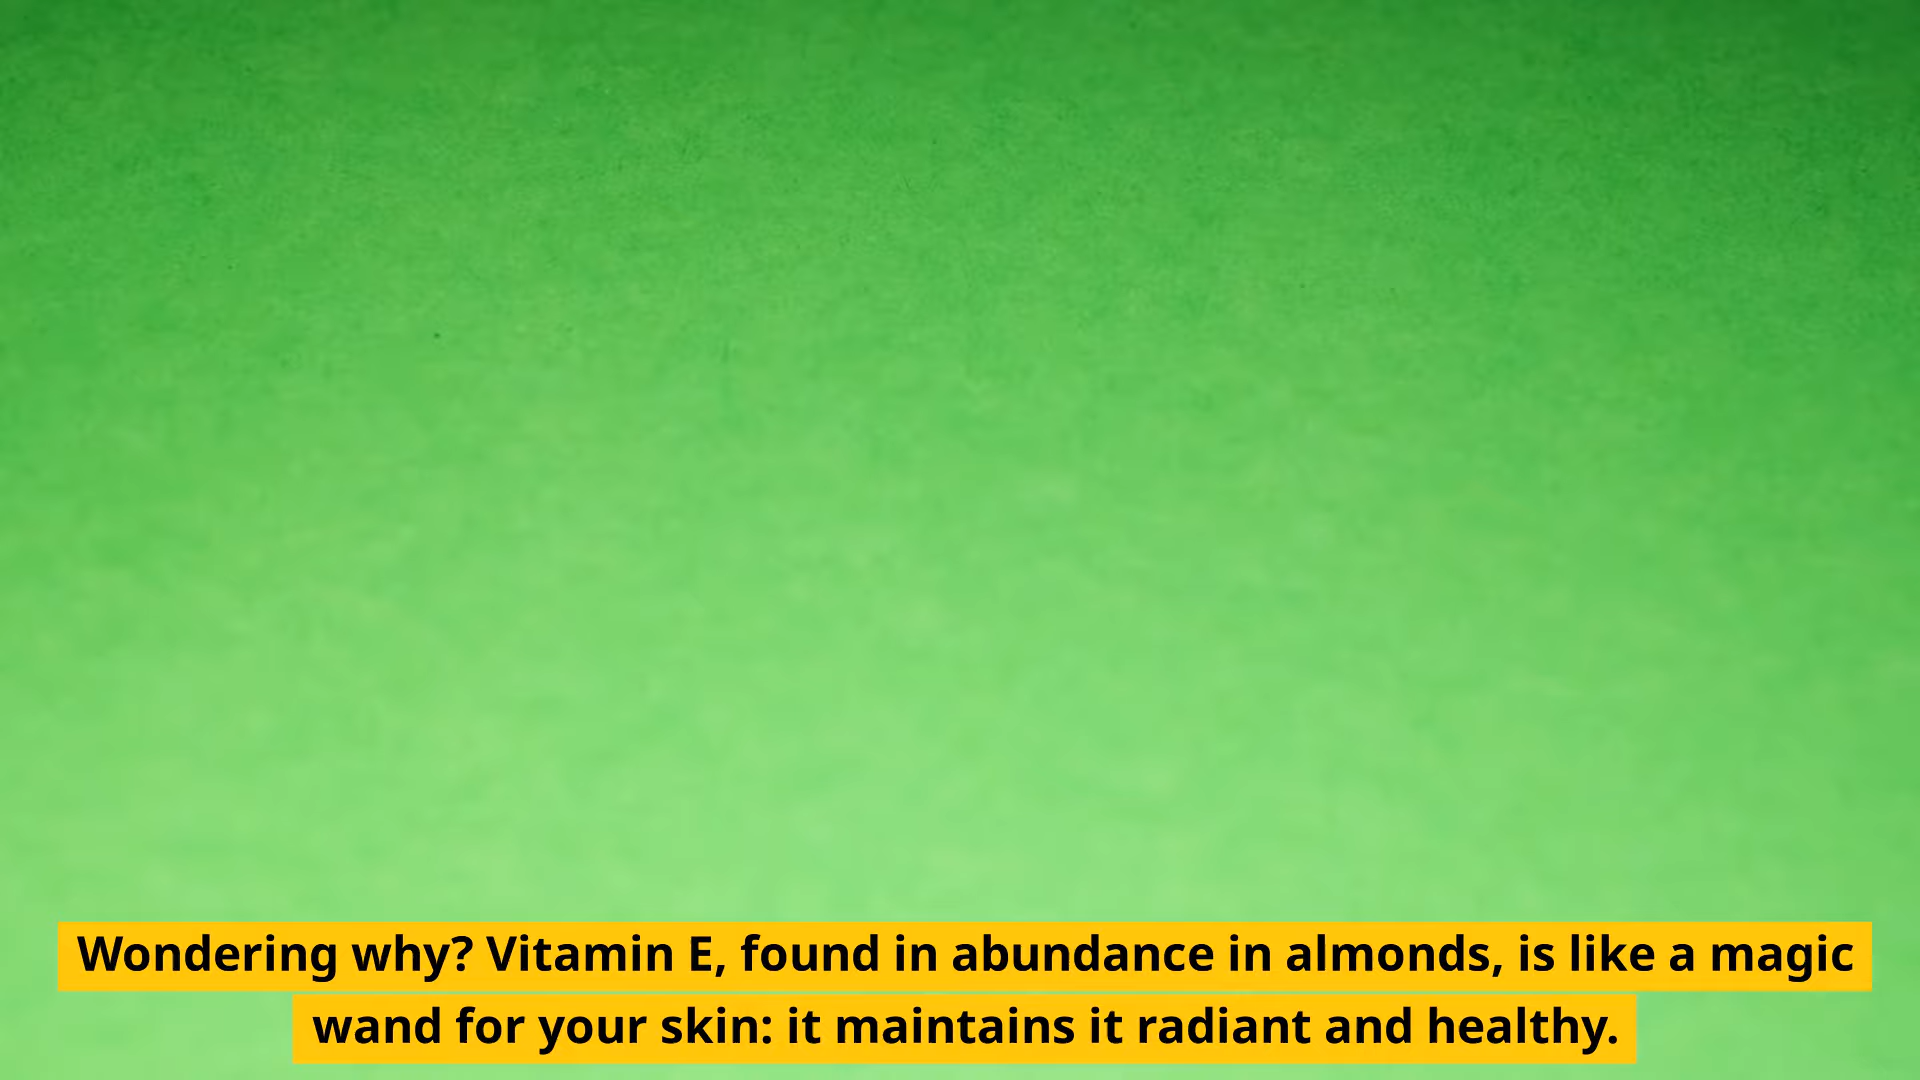 Wondering why? Vitamin E, found in abundance in almonds, is like a magic
wand for your skin: it maintains it radiant and healthy.